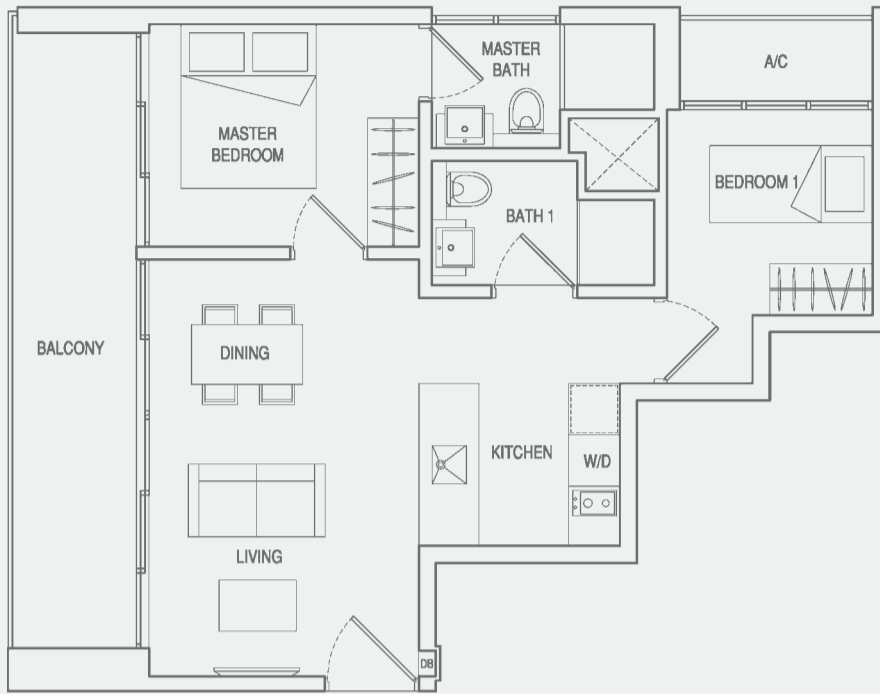 MASTER
BATH
A/C
MASTER
BEDROOM
BEDROOM 1
BATH 1
BALCONY
DINING
KITCHEN
W/D
LIVING
DB